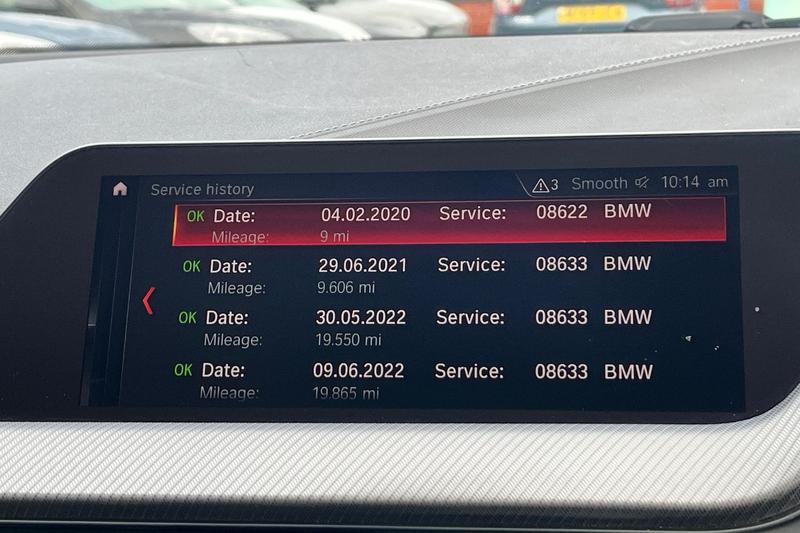 Service history 3 Smooth 10:14 am
OK Date: 04.02.2020 Service: 08622 BMW
Mileage: 9 mi
OK Date: 29.06.2021 Service: 08633 BMW
Mileage: 9.606 mi
OK Date: 30.05.2022 Service: 08633 BMW
Mileage: 19.550 mi
OK Date: 09.06.2022 Service: 08633 BMW
Mileage: 19.865 mi